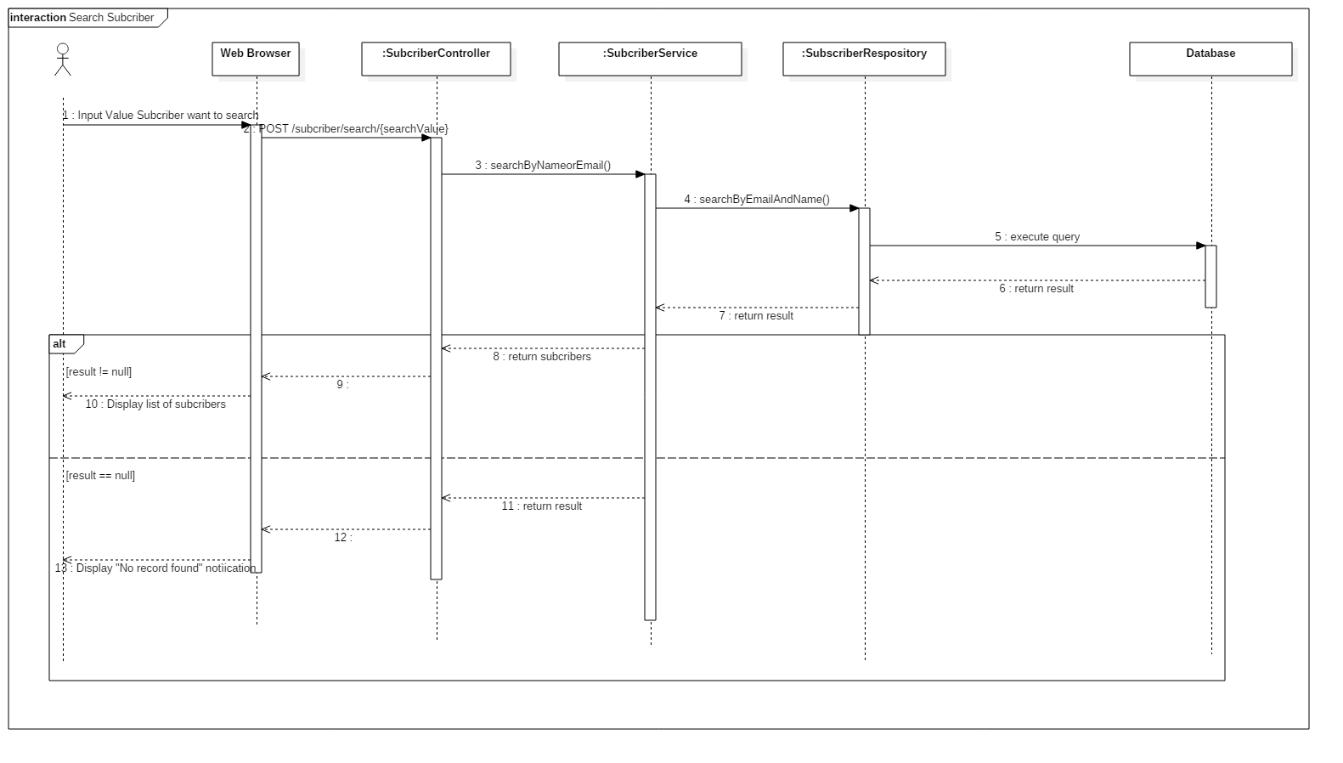 interaction Search Subcriber
Web Browser
:SubcriberController
:SubcriberService
:SubscriberRespository
Database
1 : Input Value Subcriber want to search
2 : POST /subcriber/search/{searchValue}
3 : searchByNameorEmail()
4 : searchByEmailAndName()
5 : execute query
6 : return result
7 : return result
alt
8 : return subcribers
[result != null]
9 :
10 : Display list of subcribers
[result == null]
11 : return result
12 :
13 : Display "No record found" notiication